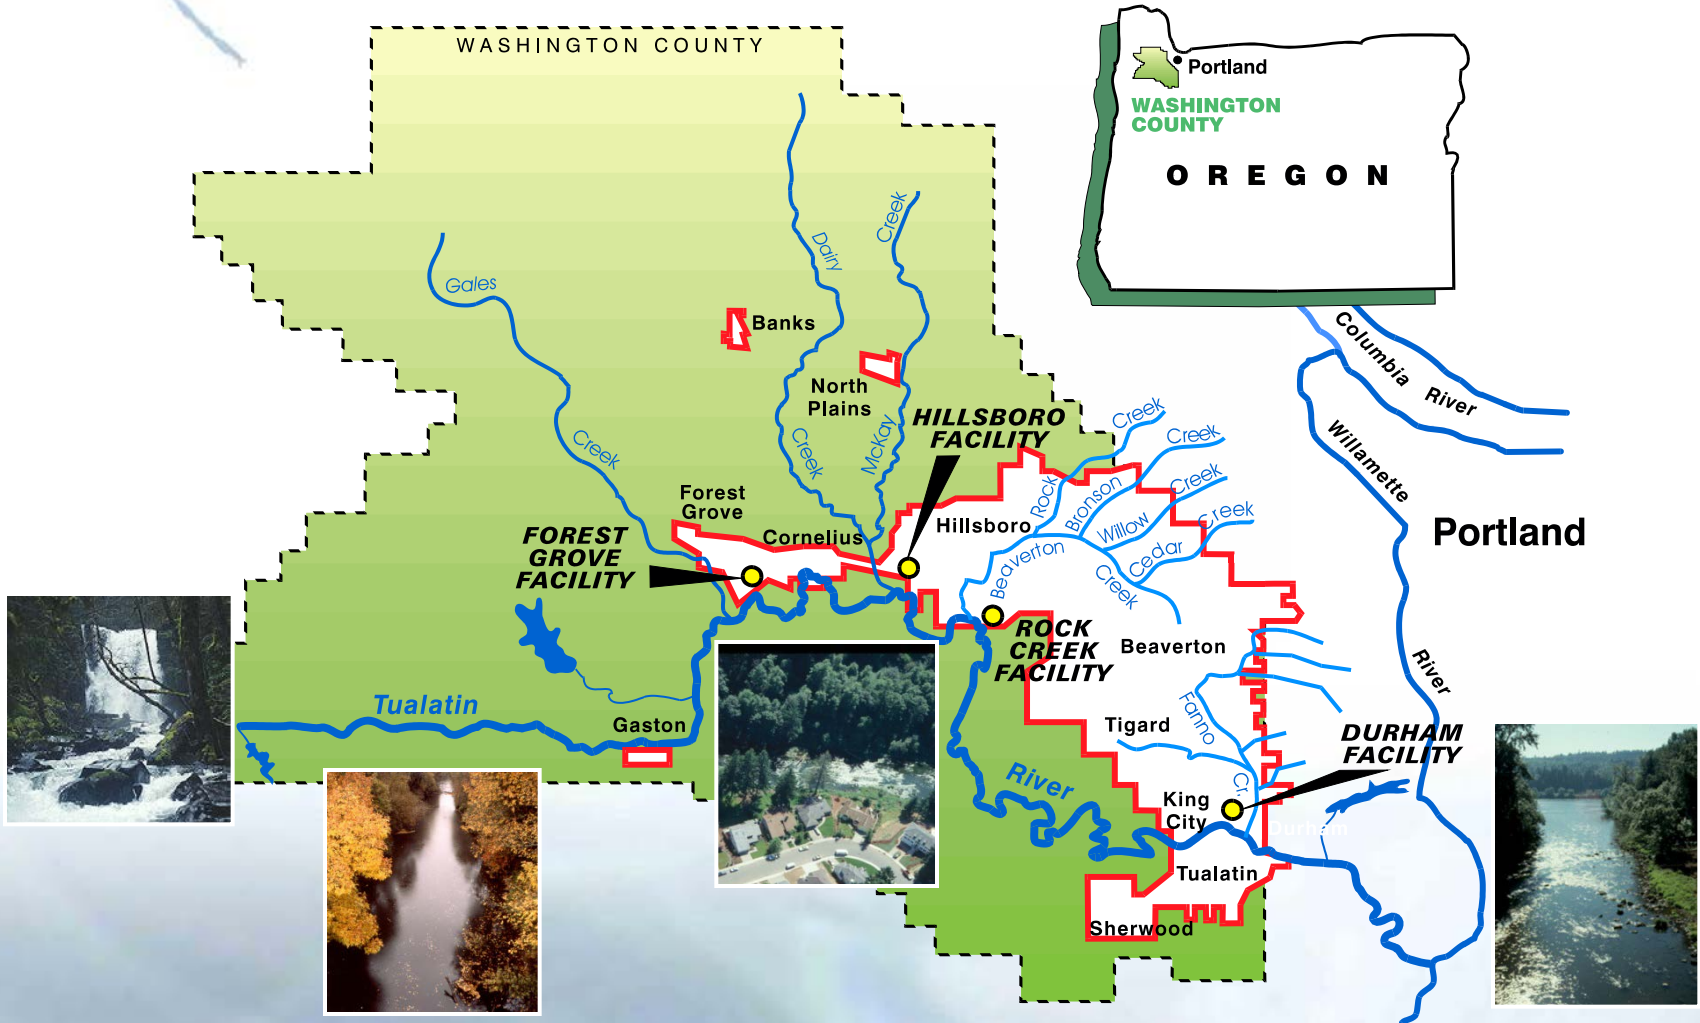 WASHINGTON COUNTY
Portland
WASHINGTON
COUNTY
OREGON
Columbia
River
Willamette
River
Portland
Gales
Creek
Dairy
Creek
Creek
McKay
Banks
North
Plains
HILLSBORO
FACILITY
Creek
Rock
Creek
Bronson
Creek
Willow
Creek
Cedar
Beaverton
Creek
Forest
Grove
Cornelius
Hillsboro
FOREST
GROVE
FACILITY
ROCK
CREEK
FACILITY
Beaverton
Tualatin
Gaston
Fanno
Cr.
Tigard
DURHAM
FACILITY
River
King
City
Durham
Tualatin
Sherwood